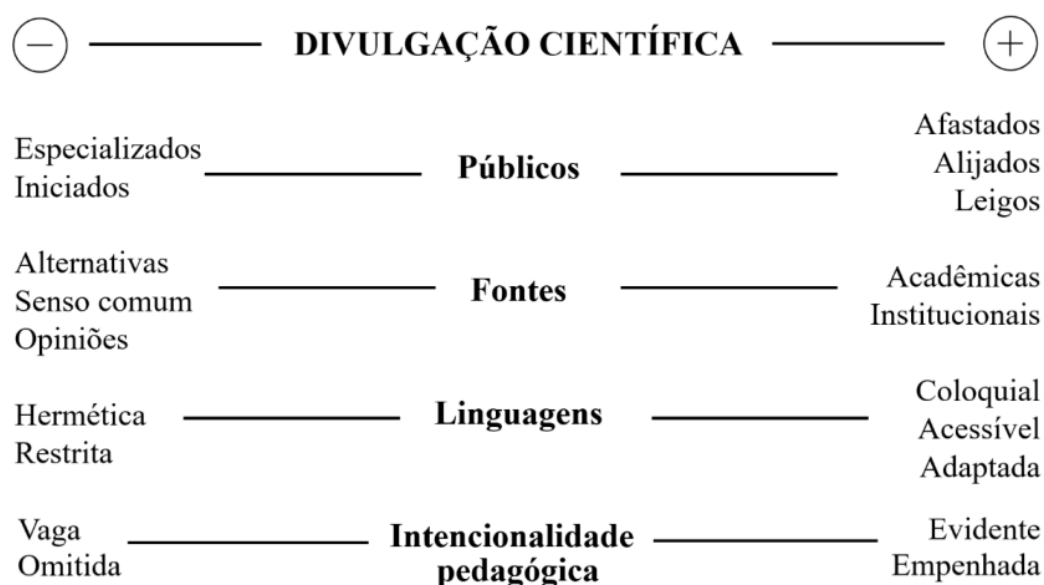 − DIVULGAÇÃO CIENTÍFICA +
Especializados
Iniciados
Públicos
Afastados
Alijados
Leigos
Alternativas
Senso comum
Opiniões
Fontes
Acadêmicas
Institucionais
Hermética
Restrita
Linguagens
Coloquial
Acessível
Adaptada
Vaga
Omitida
Intencionalidade
pedagógica
Evidente
Empenhada